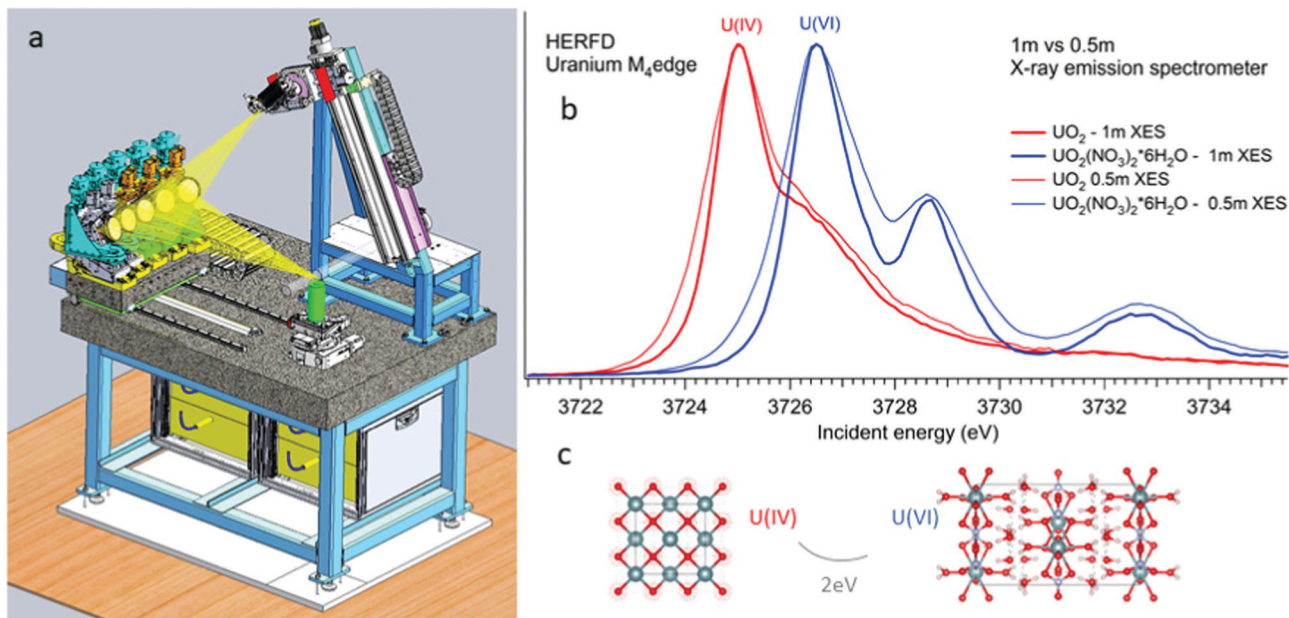 a
HERFD
Uranium M₄edge
U(IV)
U(VI)
1m vs 0.5m
X-ray emission spectrometer
b
UO₂ - 1m XES
UO₂(NO₃)₂*6H₂O - 1m XES
UO₂ 0.5m XES
UO₂(NO₃)₂*6H₂O - 0.5m XES
3722 3724 3726 3728 3730 3732 3734
Incident energy (eV)
c
U(IV)
U(VI)
2eV